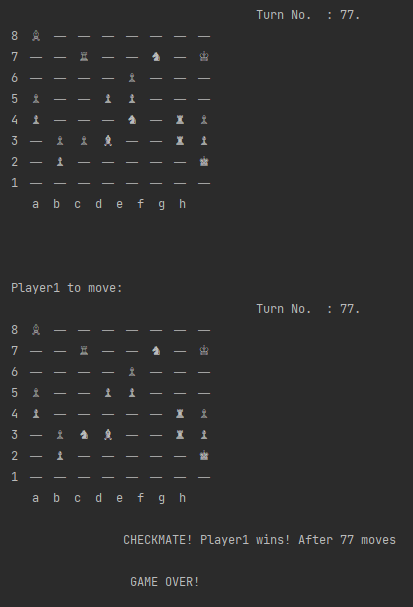 Turn No.  : 77.
8 ♗ — — — — — — —
7 — — ♖ — — ♞ — ♔
6 — — — — ♙ — — —
5 ♙ — — ♟ ♟ — — —
4 ♟ — — — ♞ — ♜ ♙
3 — ♙ ♙ ♝ — — ♜ ♟
2 — ♟ — — — — — ♚
1 — — — — — — — —
a b c d e f g h
Player1 to move:
Turn No.  : 77.
8 ♗ — — — — — — —
7 — — ♖ — — ♞ — ♔
6 — — — — ♙ — — —
5 ♙ — — ♟ ♟ — — —
4 ♟ — — — — — ♜ ♙
3 — ♙ ♞ ♝ — — ♜ ♟
2 — ♟ — — — — — ♚
1 — — — — — — — —
a b c d e f g h
CHECKMATE! Player1 wins! After 77 moves
GAME OVER!